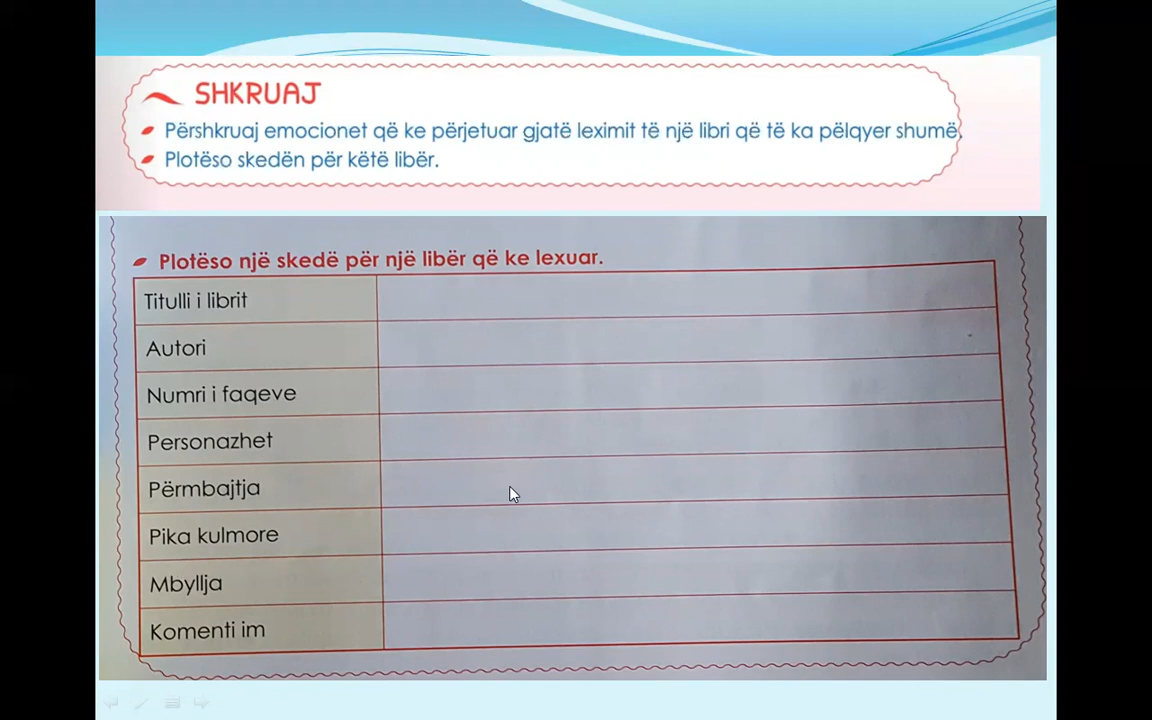 SHKRUAJ
Përshkruaj emocionet që ke përjetuar gjatë leximit të një libri që të ka pëlqyer shumë.
Plotëso skedën për këtë libër.
Plotëso një skedë për një libër që ke lexuar.
Titulli i librit
Autori
Numri i faqeve
Personazhet
Përmbajtja
Pika kulmore
Mbyllja
Komenti im